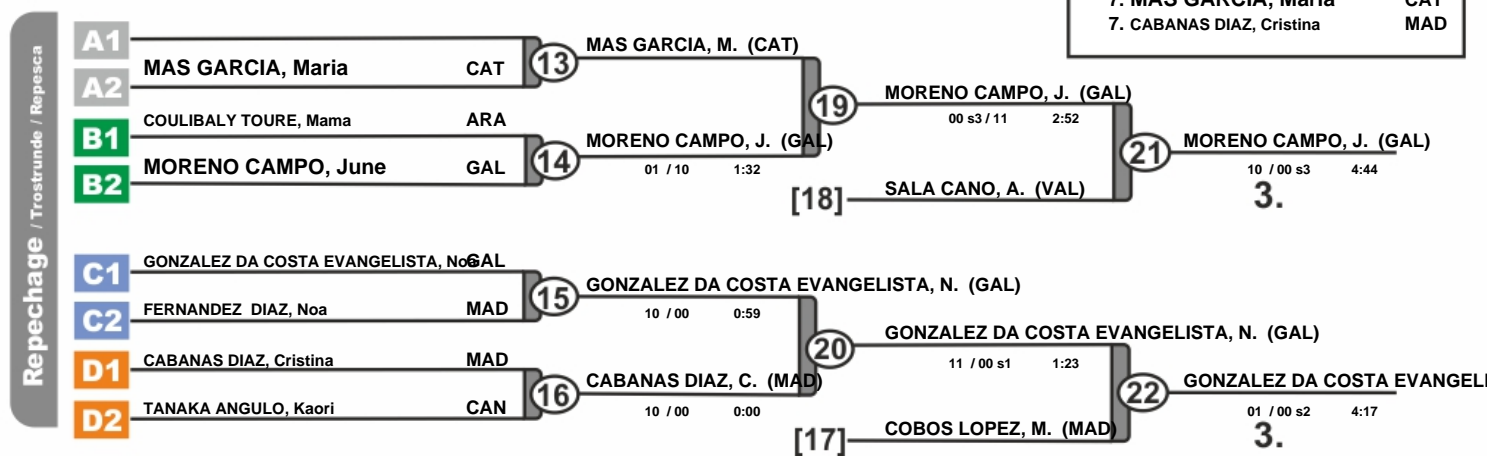 7. MAS GARCIA, Maria CAT
7. CABANAS DIAZ, Cristina MAD
Repechage / Trostrunde / Repesca
A1
MAS GARCIA, Maria CAT
A2
13
MAS GARCIA, M. (CAT)
B1
COULIBALY TOURE, Mama ARA
MORENO CAMPO, June GAL
B2
14
MORENO CAMPO, J. (GAL)
01 / 10 1:32
19
MORENO CAMPO, J. (GAL)
00 s3 / 11 2:52
[18]
SALA CANO, A. (VAL)
21
MORENO CAMPO, J. (GAL)
10 / 00 s3 4:44
3.
C1
GONZALEZ DA COSTA EVANGELISTA, Noa GAL
C2
FERNANDEZ DIAZ, Noa MAD
15
GONZALEZ DA COSTA EVANGELISTA, N. (GAL)
10 / 00 0:59
D1
CABANAS DIAZ, Cristina MAD
D2
TANAKA ANGULO, Kaori CAN
16
CABANAS DIAZ, C. (MAD)
10 / 00 0:00
20
GONZALEZ DA COSTA EVANGELISTA, N. (GAL)
11 / 00 s1 1:23
[17]
COBOS LOPEZ, M. (MAD)
22
GONZALEZ DA COSTA EVANGELI
01 / 00 s2 4:17
3.